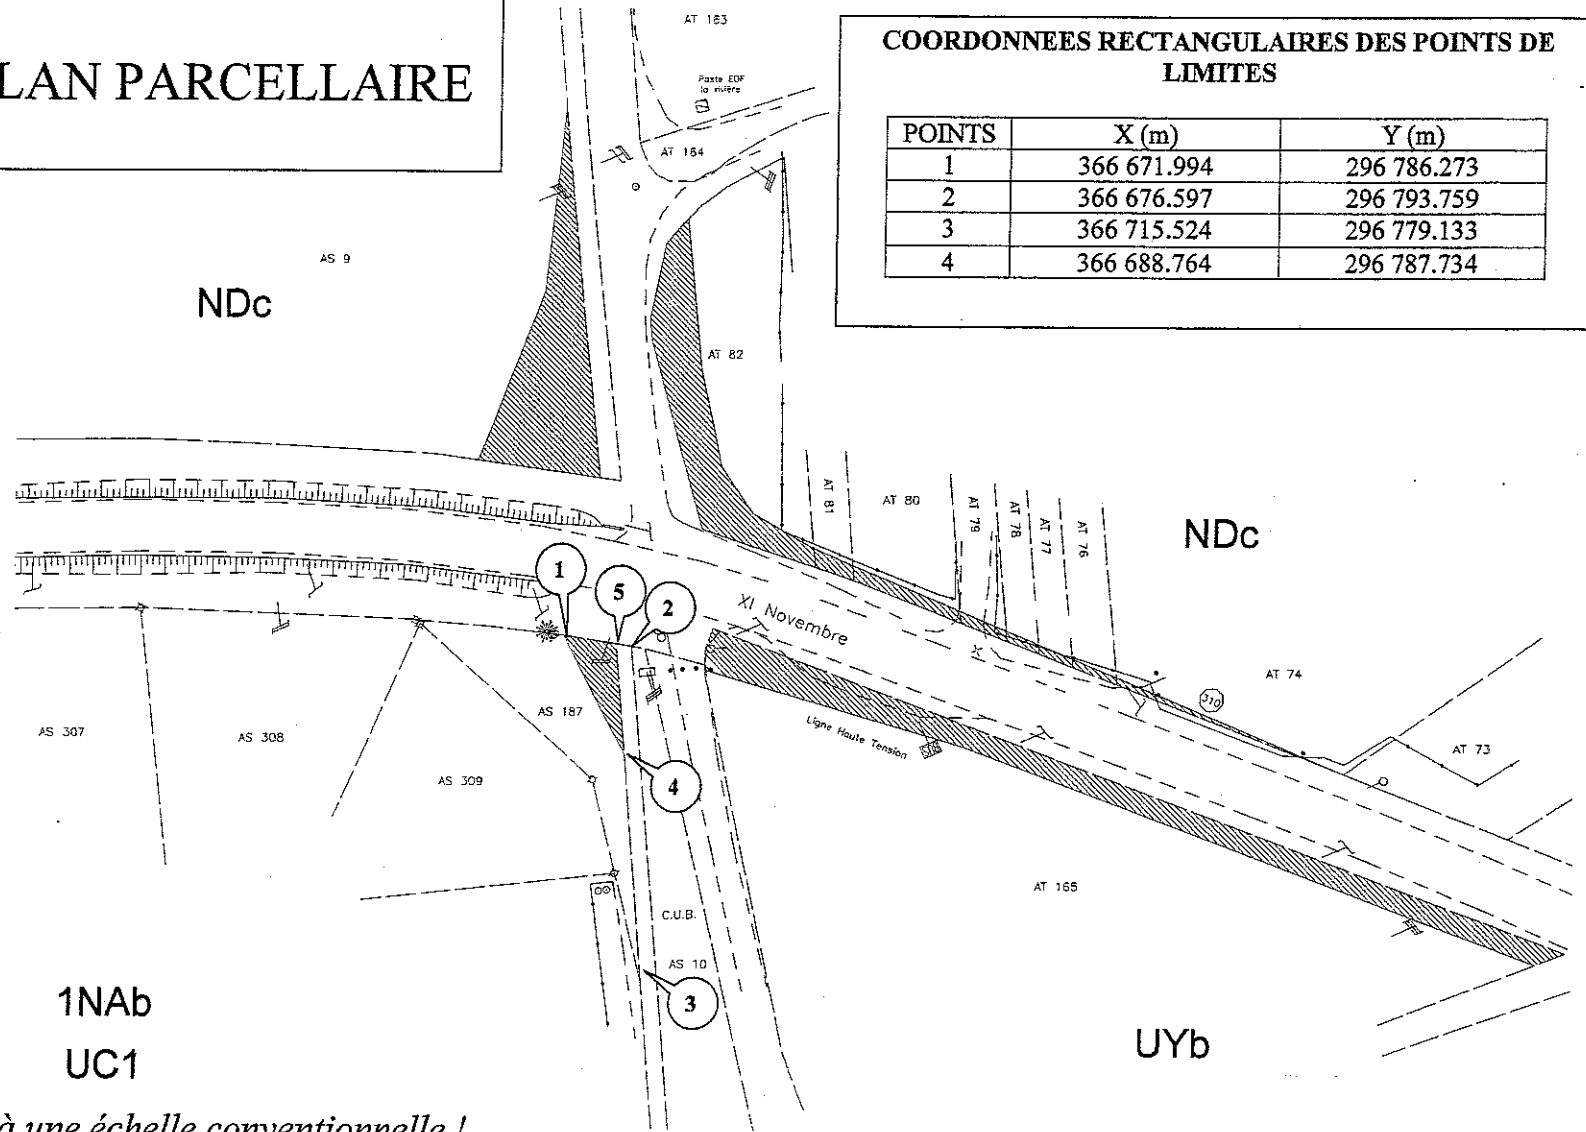 LAN PARCELLAIRE
COORDONNEES RECTANGULAIRES DES POINTS DE
LIMITES
POINTS X (m) Y (m)
1 366 671.994 296 786.273
2 366 676.597 296 793.759
3 366 715.524 296 779.133
4 366 688.764 296 787.734
AT 163
Poste EDF
la rivière
AT 164
AS 9
NDc
AT 82
AT 81
AT 80
AT 79
AT 78
AT 77
AT 76
NDc
1
5
2
XI Novembre
AT 74
310
AS 307
AS 308
AS 187
Ligne Haute Tension
AT 73
AS 309
4
AT 165
C.U.B.
AS 10
3
1NAb
UC1
UYb
à une échelle conventionnelle !